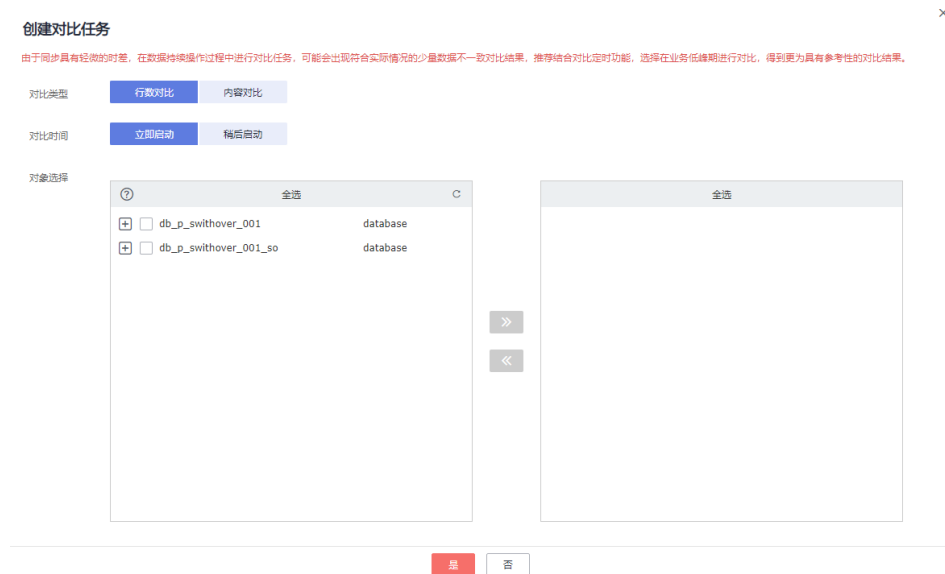 创建对比任务
由于同步具有轻微的时差，在数据持续操作过程中进行对比任务，可能会出现符合实际情况的少量数据不一致对比结果，推荐结合对比定时功能，选择在业务低峰期进行对比，得到更为具有参考性的对比结果。
对比类型 行数对比 内容对比
对比时间 立即启动 稍后启动
对象选择
全选 全选
db_p_swithover_001 database
db_p_swithover_001_so database
是 否